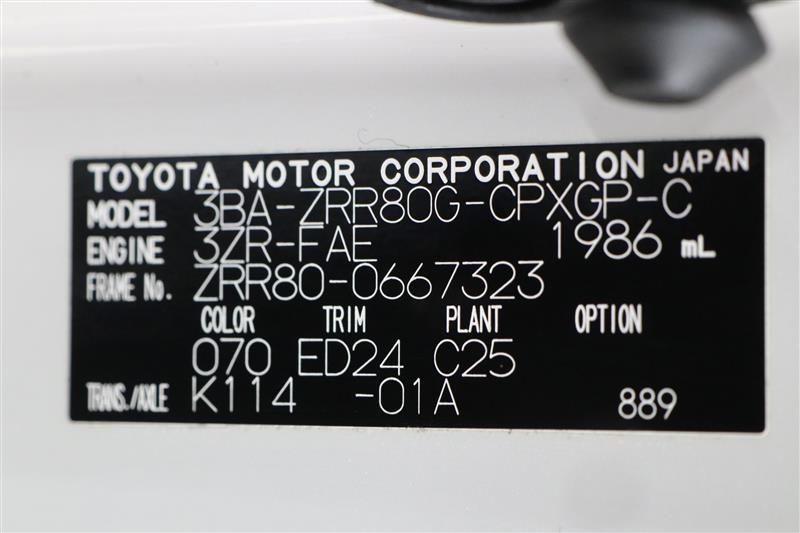 TOYOTA MOTOR CORPORATION JAPAN
MODEL 3BA-ZRR80G-CPXGP-C
ENGINE 3ZR-FAE 1986 mL
FRAME No. ZRR80-0667323
COLOR TRIM PLANT OPTION
070 ED24 C25
TRANS./AXLE K114 -01A 889